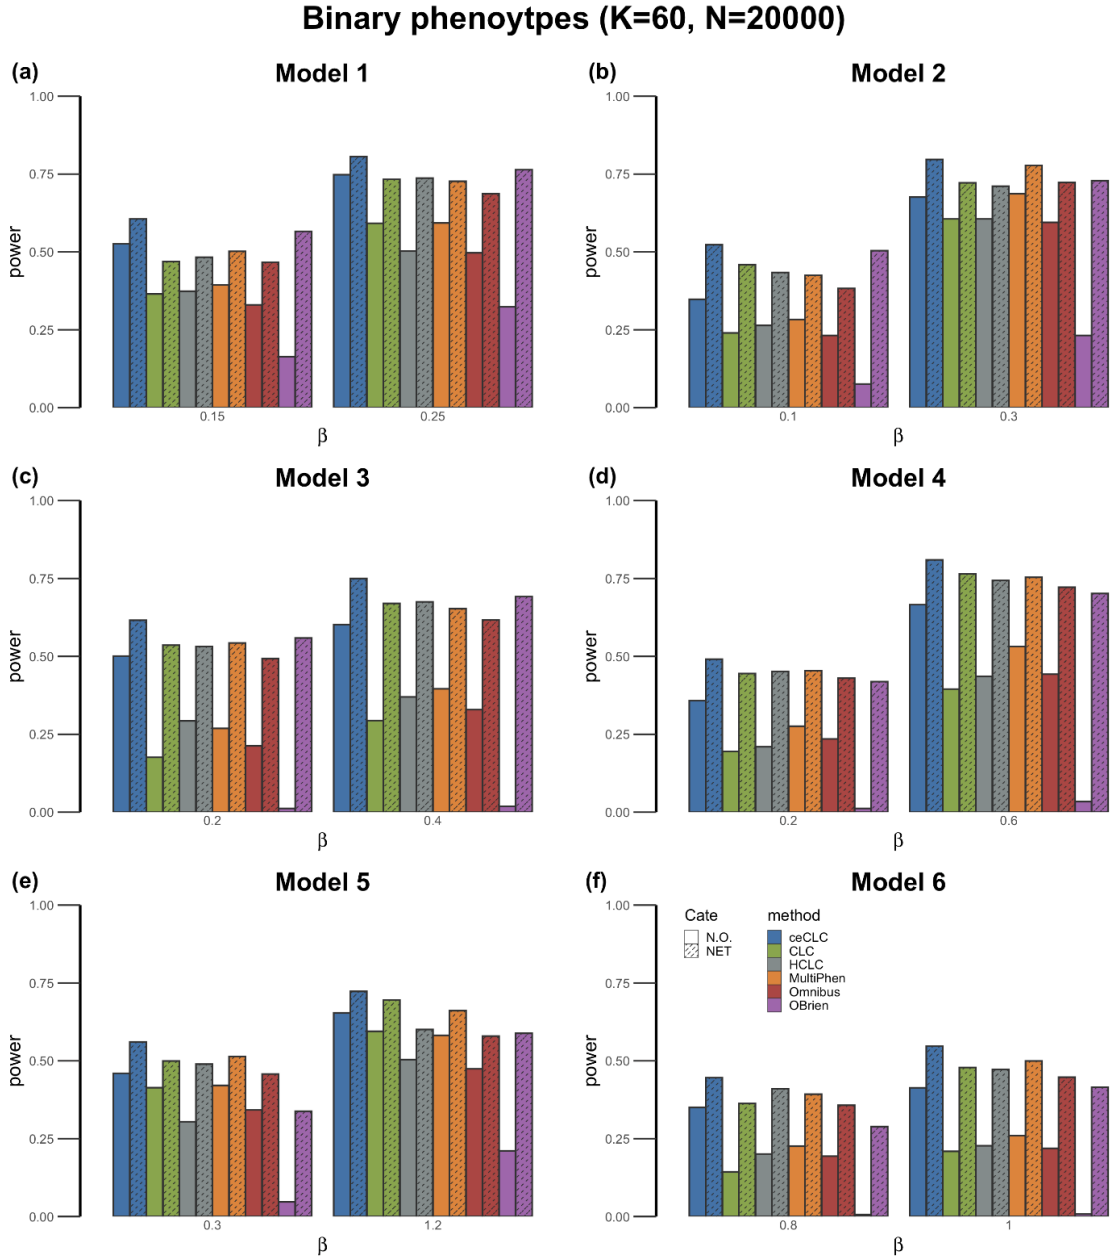 Binary phenoytpes (K=60, N=20000)
(a)
Model 1
1.00
0.75
0.50
0.25
0.00
power
0.15
0.25
β
(b)
Model 2
1.00
0.75
0.50
0.25
0.00
power
0.1
0.3
β
(c)
Model 3
1.00
0.75
0.50
0.25
0.00
power
0.2
0.4
β
(d)
Model 4
1.00
0.75
0.50
0.25
0.00
power
0.2
0.6
β
(e)
Model 5
1.00
0.75
0.50
0.25
0.00
power
0.3
1.2
β
(f)
Model 6
1.00
0.75
0.50
0.25
0.00
power
Cate
N.O.
NET
method
ceCLC
CLC
HCLC
MultiPhen
Omnibus
OBrien
0.8
1
β